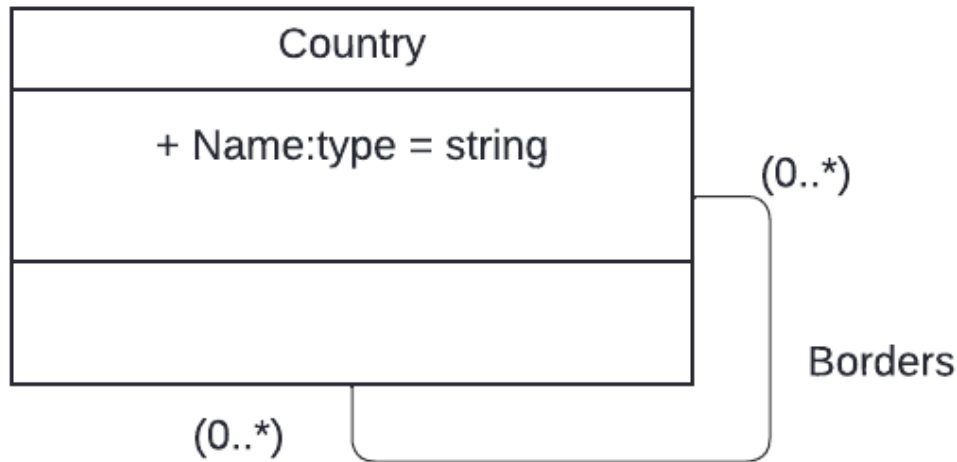 Country
+ Name:type = string
(0..*)
Borders
(0..*)